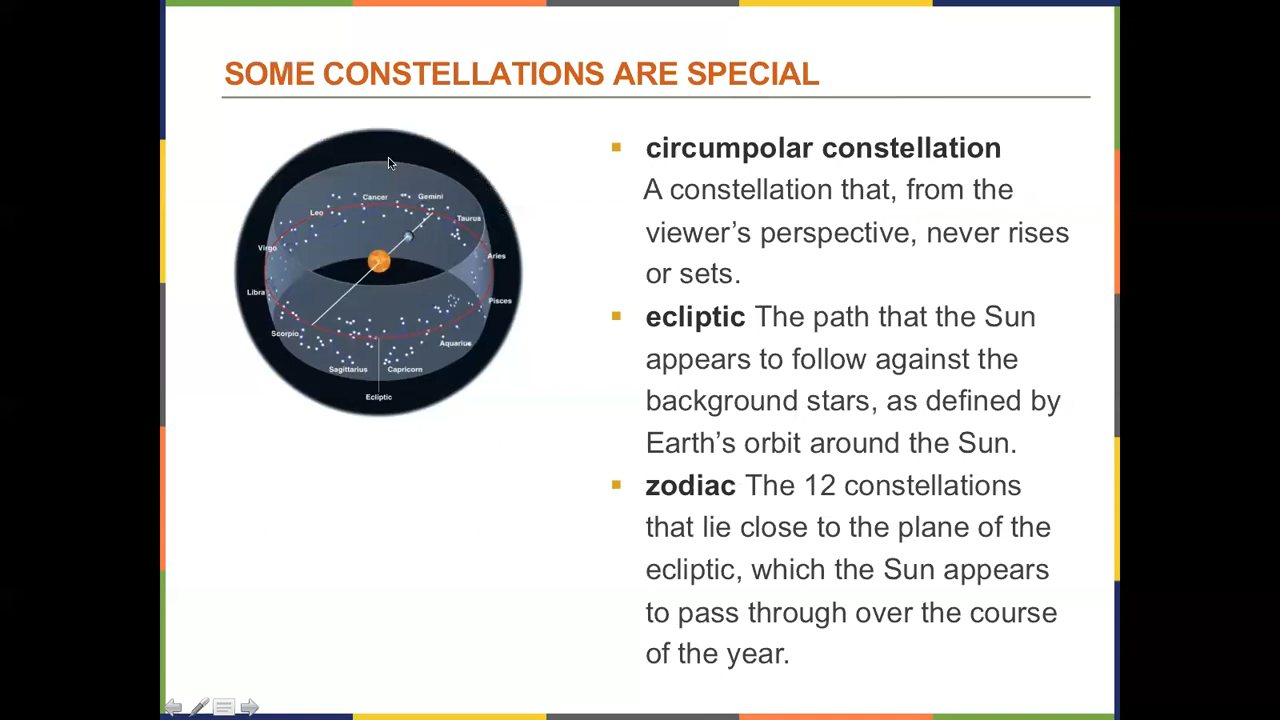 SOME CONSTELLATIONS ARE SPECIAL
Cancer
Gemini
Leo
Taurus
Virgo
Aries
Libra
Pisces
Scorpio
Aquarius
Sagittarius
Capricorn
Ecliptic
circumpolar constellation
A constellation that, from the
viewer’s perspective, never rises
or sets.
ecliptic The path that the Sun
appears to follow against the
background stars, as defined by
Earth’s orbit around the Sun.
zodiac The 12 constellations
that lie close to the plane of the
ecliptic, which the Sun appears
to pass through over the course
of the year.